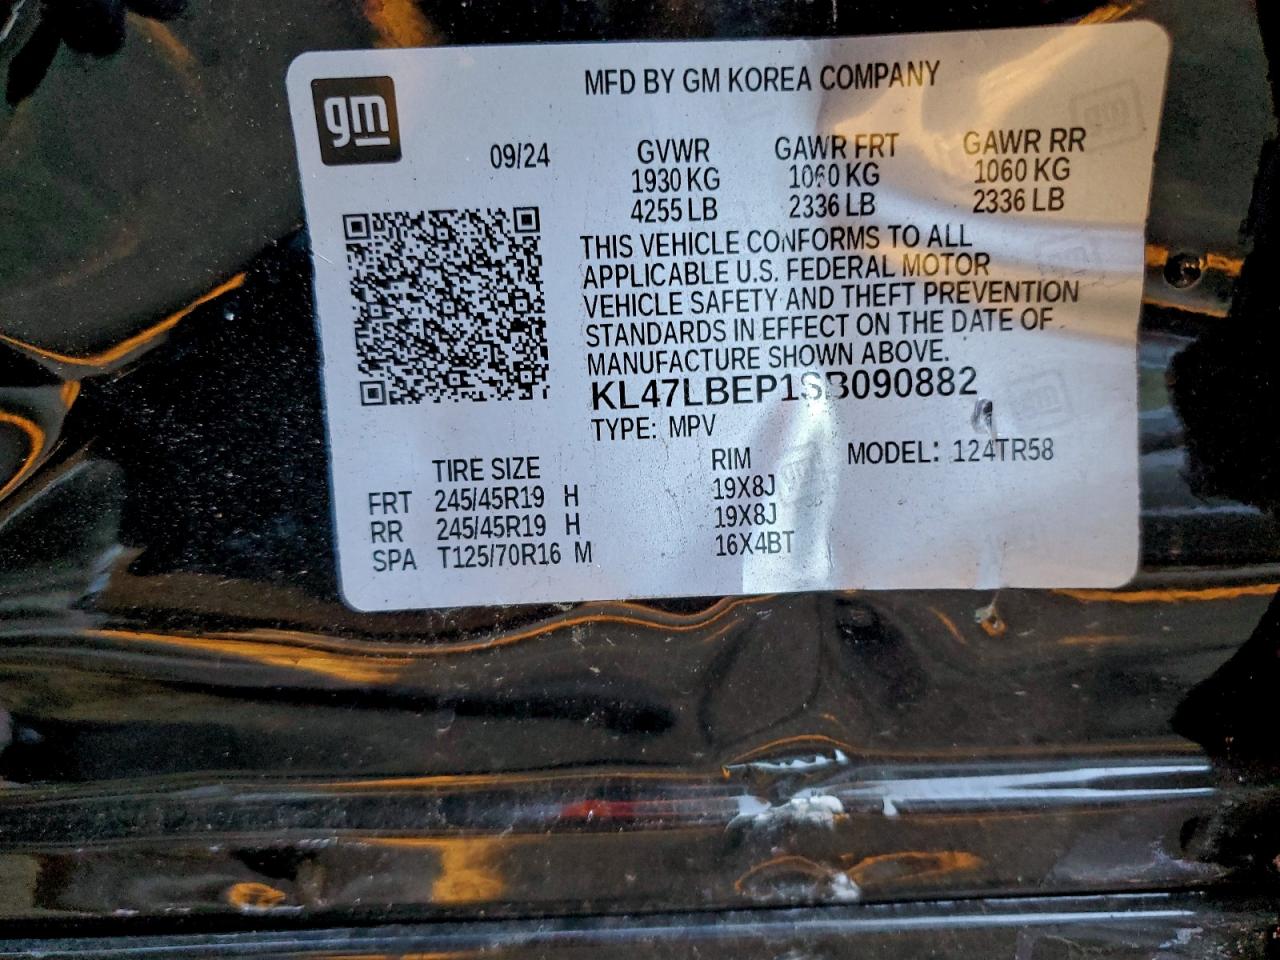 gm
MFD BY GM KOREA COMPANY
09/24
GVWR GAWR FRT GAWR RR
1930 KG 1060 KG 1060 KG
4255 LB 2336 LB 2336 LB
THIS VEHICLE CONFORMS TO ALL
APPLICABLE U.S. FEDERAL MOTOR
VEHICLE SAFETY AND THEFT PREVENTION
STANDARDS IN EFFECT ON THE DATE OF
MANUFACTURE SHOWN ABOVE.
KL47LBEP1SB090882
TYPE: MPV
TIRE SIZE RIM MODEL: 124TR58
FRT 245/45R19 H 19X8J
RR 245/45R19 H 19X8J
SPA T125/70R16 M 16X4BT